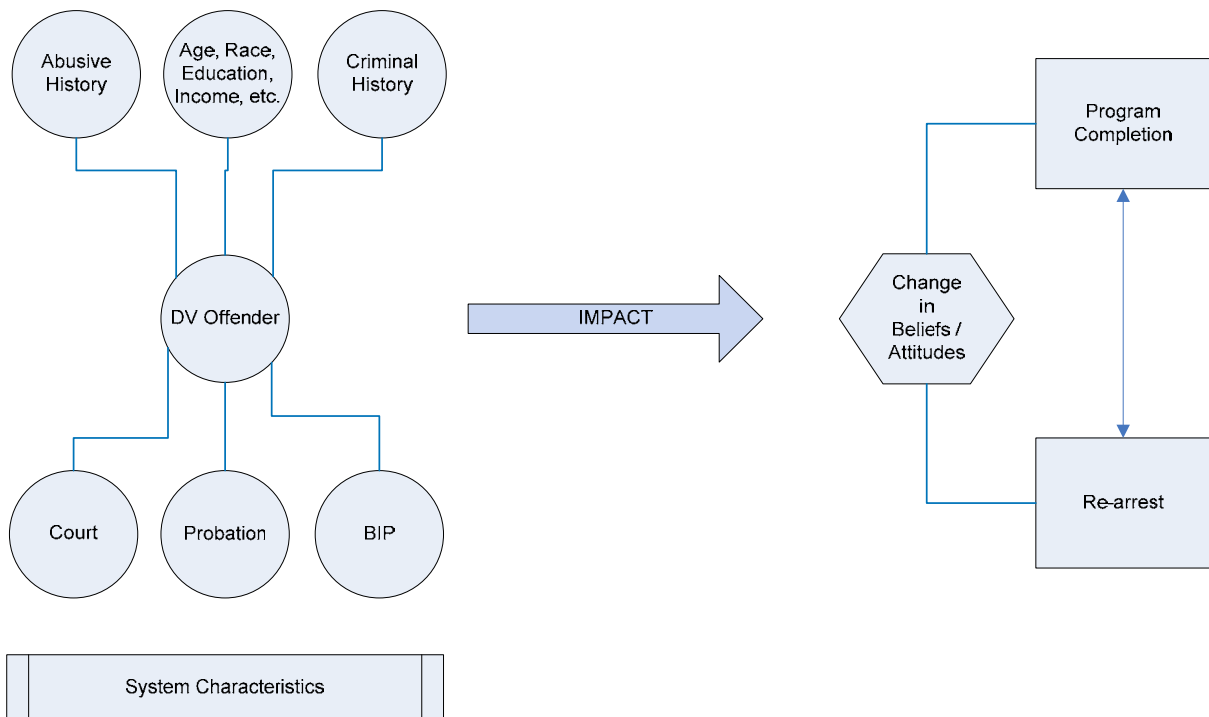 Abusive
History
Age, Race,
Education,
Income, etc.
Criminal
History
Program
Completion
DV Offender
IMPACT
Change
in
Beliefs /
Attitudes
Court
Probation
BIP
Re-arrest
System Characteristics